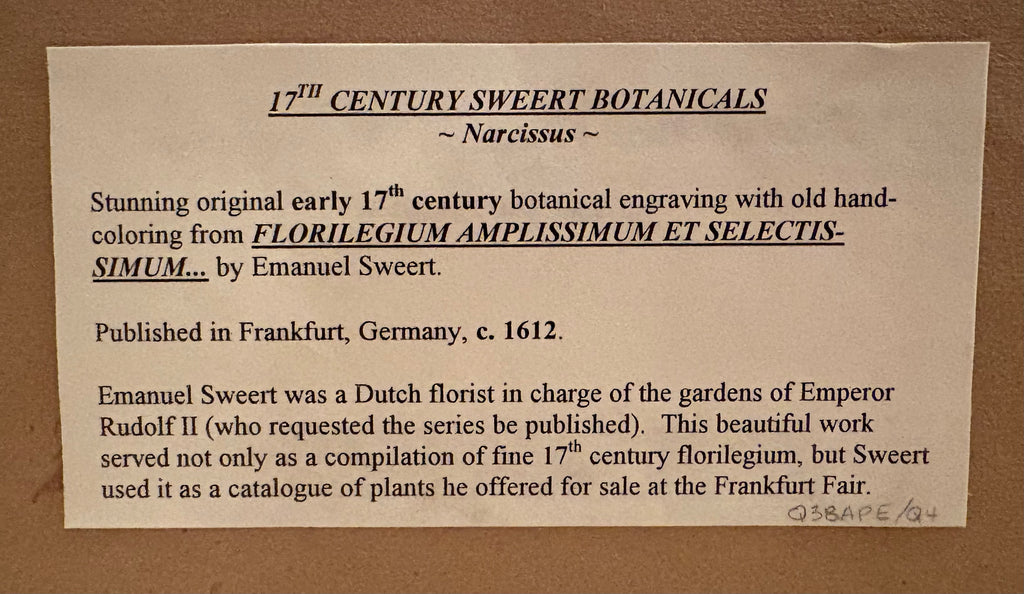 17TH CENTURY SWEERT BOTANICALS
~ Narcissus ~
Stunning original early 17th century botanical engraving with old hand-
coloring from FLORILEGIUM AMPLISSIMUM ET SELECTIS-
SIMUM... by Emanuel Sweert.
Published in Frankfurt, Germany, c. 1612.
Emanuel Sweert was a Dutch florist in charge of the gardens of Emperor
Rudolf II (who requested the series be published). This beautiful work
served not only as a compilation of fine 17th century florilegium, but Sweert
used it as a catalogue of plants he offered for sale at the Frankfurt Fair.
Q3BAPE/Q4